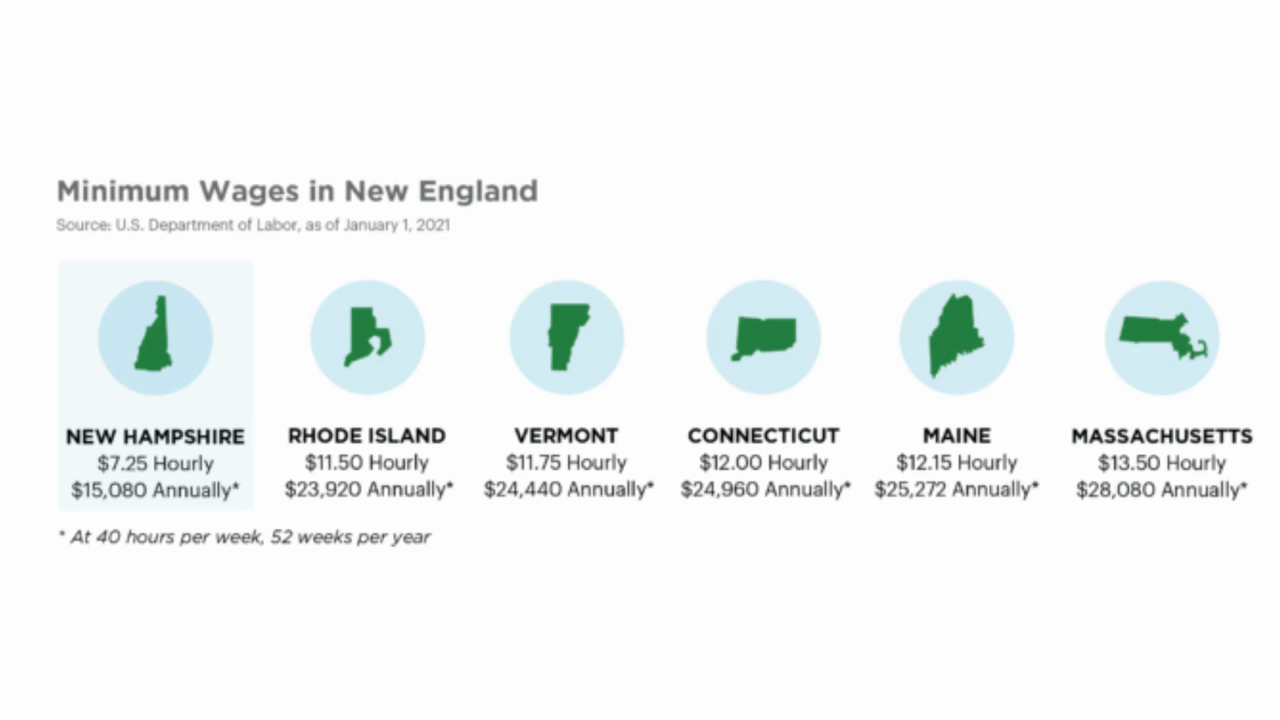 Minimum Wages in New England
Source: U.S. Department of Labor, as of January 1, 2021
NEW HAMPSHIRE
$7.25 Hourly
$15,080 Annually*
RHODE ISLAND
$11.50 Hourly
$23,920 Annually*
VERMONT
$11.75 Hourly
$24,440 Annually*
CONNECTICUT
$12.00 Hourly
$24,960 Annually*
MAINE
$12.15 Hourly
$25,272 Annually*
MASSACHUSETTS
$13.50 Hourly
$28,080 Annually*
* At 40 hours per week, 52 weeks per year